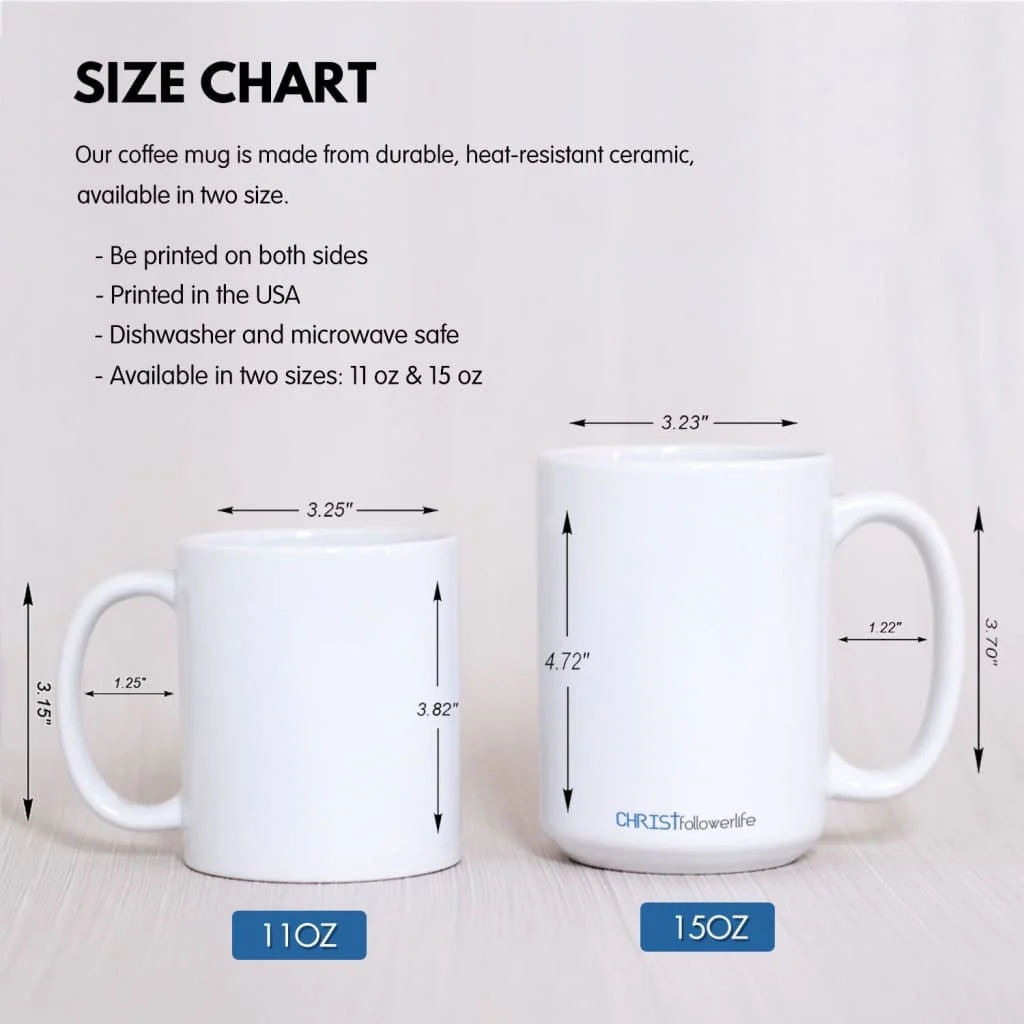 SIZE CHART
Our coffee mug is made from durable, heat-resistant ceramic,
available in two size.
- Be printed on both sides
- Printed in the USA
- Dishwasher and microwave safe
- Available in two sizes: 11 oz & 15 oz
3.23"
3.25"
1.22"
3.70"
4.72"
1.25"
3.15"
3.82"
CHRISTfollowerlife
11OZ
15OZ